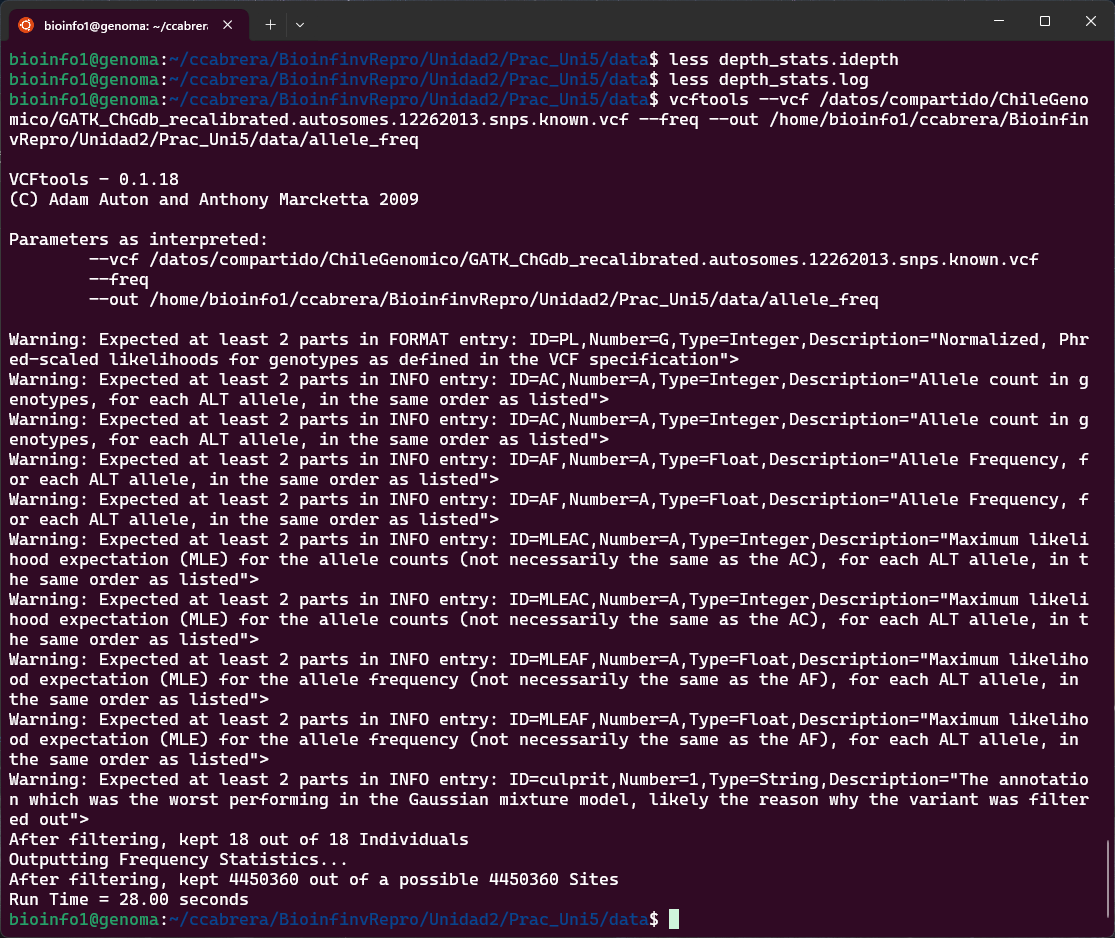 bioinfo1@genoma: ~/ccabrera
bioinfo1@genoma:~/ccabrera/BioinfinvRepro/Unidad2/Prac_Uni5/data$ less depth_stats.idepth
bioinfo1@genoma:~/ccabrera/BioinfinvRepro/Unidad2/Prac_Uni5/data$ less depth_stats.log
bioinfo1@genoma:~/ccabrera/BioinfinvRepro/Unidad2/Prac_Uni5/data$ vcftools --vcf /datos/compartido/ChileGeno
mico/GATK_ChGdb_recalibrated.autosomes.12262013.snps.known.vcf --freq --out /home/bioinfo1/ccabrera/Bioinfin
vRepro/Unidad2/Prac_Uni5/data/allele_freq
VCFtools - 0.1.18
(C) Adam Auton and Anthony Marcketta 2009
Parameters as interpreted:
--vcf /datos/compartido/ChileGenomico/GATK_ChGdb_recalibrated.autosomes.12262013.snps.known.vcf
--freq
--out /home/bioinfo1/ccabrera/BioinfinvRepro/Unidad2/Prac_Uni5/data/allele_freq
Warning: Expected at least 2 parts in FORMAT entry: ID=PL,Number=G,Type=Integer,Description="Normalized, Phr
ed-scaled likelihoods for genotypes as defined in the VCF specification">
Warning: Expected at least 2 parts in INFO entry: ID=AC,Number=A,Type=Integer,Description="Allele count in g
enotypes, for each ALT allele, in the same order as listed">
Warning: Expected at least 2 parts in INFO entry: ID=AC,Number=A,Type=Integer,Description="Allele count in g
enotypes, for each ALT allele, in the same order as listed">
Warning: Expected at least 2 parts in INFO entry: ID=AF,Number=A,Type=Float,Description="Allele Frequency, f
or each ALT allele, in the same order as listed">
Warning: Expected at least 2 parts in INFO entry: ID=AF,Number=A,Type=Float,Description="Allele Frequency, f
or each ALT allele, in the same order as listed">
Warning: Expected at least 2 parts in INFO entry: ID=MLEAC,Number=A,Type=Integer,Description="Maximum likeli
hood expectation (MLE) for the allele counts (not necessarily the same as the AC), for each ALT allele, in t
he same order as listed">
Warning: Expected at least 2 parts in INFO entry: ID=MLEAC,Number=A,Type=Integer,Description="Maximum likeli
hood expectation (MLE) for the allele counts (not necessarily the same as the AC), for each ALT allele, in t
he same order as listed">
Warning: Expected at least 2 parts in INFO entry: ID=MLEAF,Number=A,Type=Float,Description="Maximum likeliho
od expectation (MLE) for the allele frequency (not necessarily the same as the AF), for each ALT allele, in
the same order as listed">
Warning: Expected at least 2 parts in INFO entry: ID=MLEAF,Number=A,Type=Float,Description="Maximum likeliho
od expectation (MLE) for the allele frequency (not necessarily the same as the AF), for each ALT allele, in
the same order as listed">
Warning: Expected at least 2 parts in INFO entry: ID=culprit,Number=1,Type=String,Description="The annotatio
n which was the worst performing in the Gaussian mixture model, likely the reason why the variant was filter
ed out">
After filtering, kept 18 out of 18 Individuals
Outputting Frequency Statistics...
After filtering, kept 4450360 out of a possible 4450360 Sites
Run Time = 28.00 seconds
bioinfo1@genoma:~/ccabrera/BioinfinvRepro/Unidad2/Prac_Uni5/data$